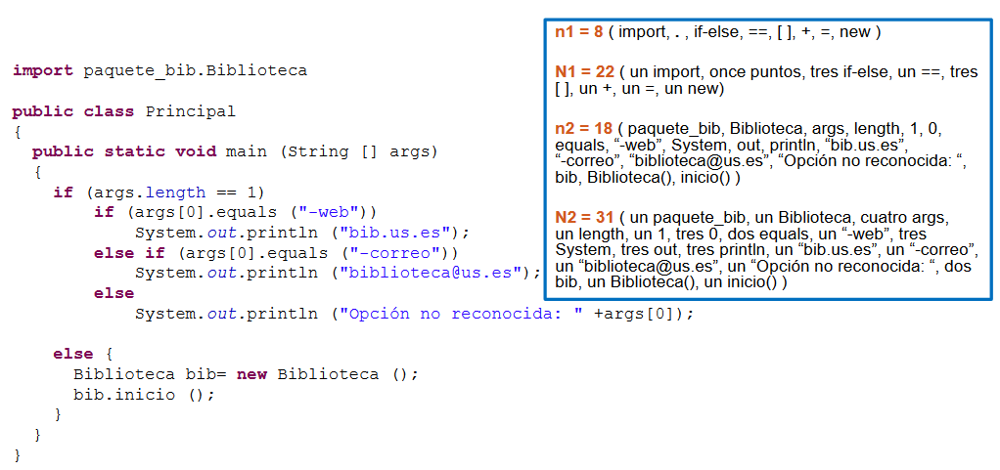 import paquete_bib.Biblioteca
public class Principal
{
public static void main (String [] args)
{
if (args.length == 1)
if (args[0].equals ("-web"))
System.out.println ("bib.us.es");
else if (args[0].equals ("-correo"))
System.out.println ("biblioteca@us.es");
else
System.out.println ("Opción no reconocida: " +args[0]);
else {
Biblioteca bib= new Biblioteca ();
bib.inicio ();
}
}
}
n1 = 8 ( import, . , if-else, ==, [ ], +, =, new )
N1 = 22 ( un import, once puntos, tres if-else, un ==, tres
[ ], un +, un =, un new)
n2 = 18 ( paquete_bib, Biblioteca, args, length, 1, 0,
equals, “-web”, System, out, println, “bib.us.es”,
“-correo”, “biblioteca@us.es”, “Opción no reconocida: “,
bib, Biblioteca(), inicio() )
N2 = 31 ( un paquete_bib, un Biblioteca, cuatro args,
un length, un 1, tres 0, dos equals, un “-web”, tres
System, tres out, tres println, un “bib.us.es”, un “-correo”,
un “biblioteca@us.es”, un “Opción no reconocida: “, dos
bib, un Biblioteca(), un inicio() )